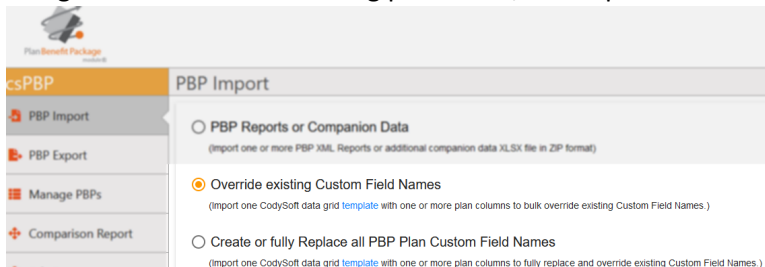 Plan Benefit Package
csPBP
PBP Import
PBP Import
PBP Reports or Companion Data
(Import one or more PBP XML Reports or additional companion data XLSX file in ZIP format)
PBP Export
Override existing Custom Field Names
Manage PBPs
(Import one CodySoft data grid template with one or more plan columns to bulk override existing Custom Field Names.)
Comparison Report
Create or fully Replace all PBP Plan Custom Field Names
(Import one CodySoft data grid template with one or more plan columns to fully replace and override existing Custom Field Names.)